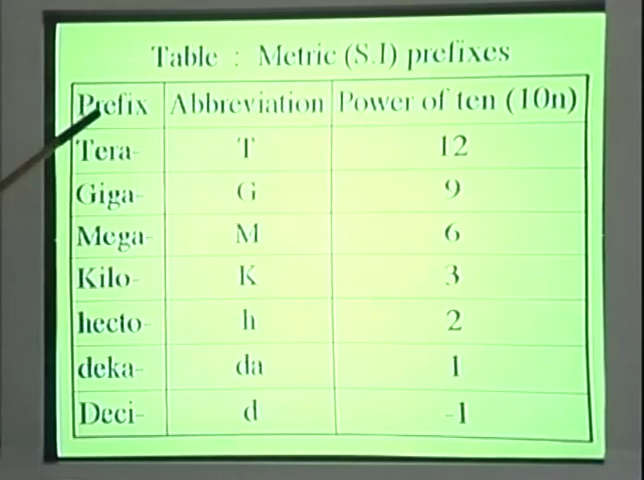 Table : Metric (S.I) prefixes
Prefix Abbreviation Power of ten (10n)
Tera- T 12
Giga- G 9
Mega- M 6
Kilo- K 3
hecto- h 2
deka- da 1
Deci- d -1